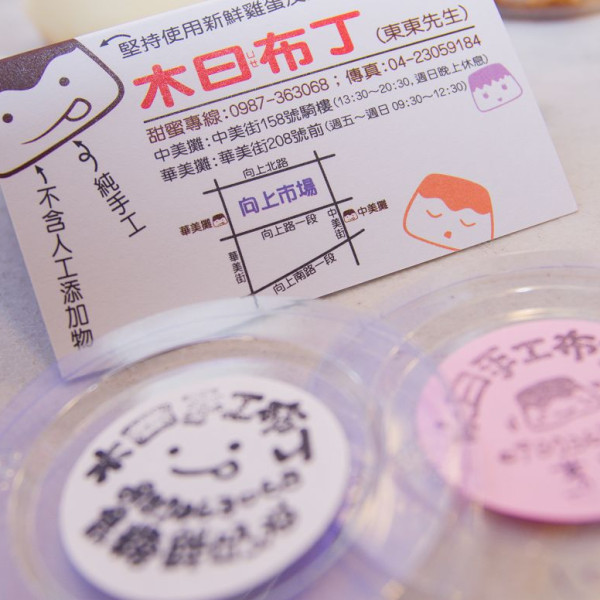 堅持使用新鮮雞蛋
木曰布丁 (東東先生)
甜蜜專線:0987-363068;傳真:04-23059184
中美攤:中美街158號騎樓(13:30~20:30,週日晚上休息)
華美攤:華美街208號前(週五~週日 09:30~12:30)
純手工
不含人工添加物
向上北路
向上市場
華美攤
中美攤
向上路一段
中美街
華美街
向上南路一段
木曰手工布丁
曰手工布